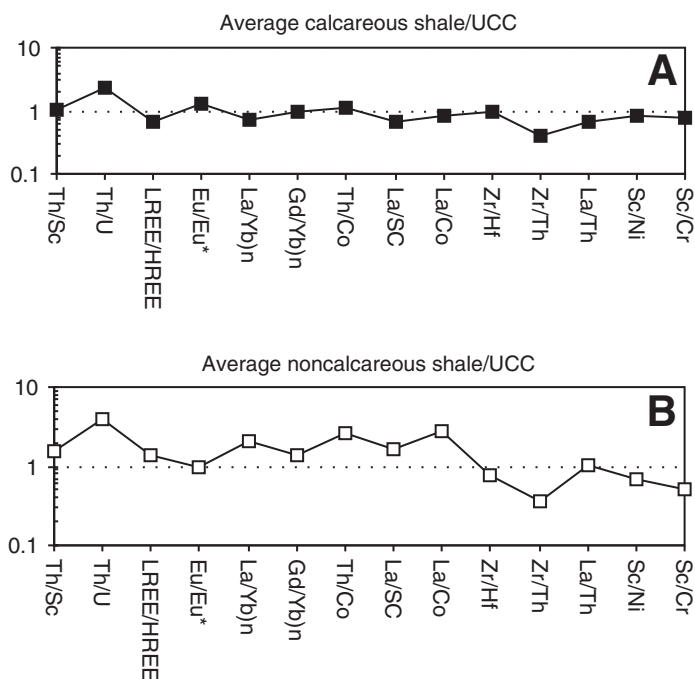 Average calcareous shale/UCC
A
10
1
0.1
Th/Sc
Th/U
LREE/HREE
Eu/Eu*
La/Yb)n
Gd/Yb)n
Th/Co
La/SC
La/Co
Zr/Hf
Zr/Th
La/Th
Sc/Ni
Sc/Cr
Average noncalcareous shale/UCC
B
10
1
0.1
Th/Sc
Th/U
LREE/HREE
Eu/Eu*
La/Yb)n
Gd/Yb)n
Th/Co
La/SC
La/Co
Zr/Hf
Zr/Th
La/Th
Sc/Ni
Sc/Cr